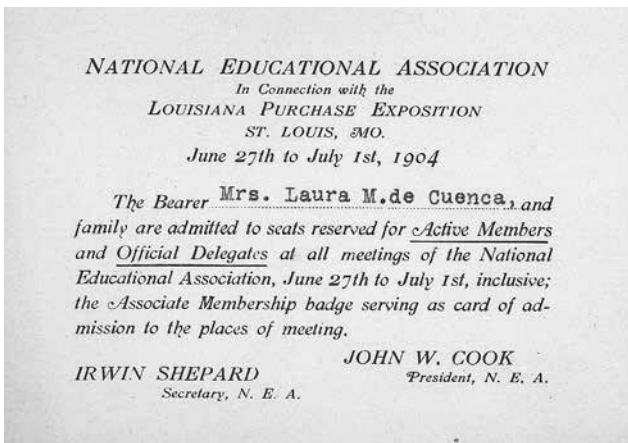 NATIONAL EDUCATIONAL ASSOCIATION
In Connection with the
LOUISIANA PURCHASE EXPOSITION
ST. LOUIS, MO.
June 27th to July 1st, 1904
The Bearer Mrs. Laura M.de Cuenca, and
family are admitted to seats reserved for Active Members
and Official Delegates at all meetings of the National
Educational Association, June 27th to July 1st, inclusive;
the Associate Membership badge serving as card of ad-
mission to the places of meeting.
JOHN W. COOK
President, N. E. A.
IRWIN SHEPARD
Secretary, N. E. A.